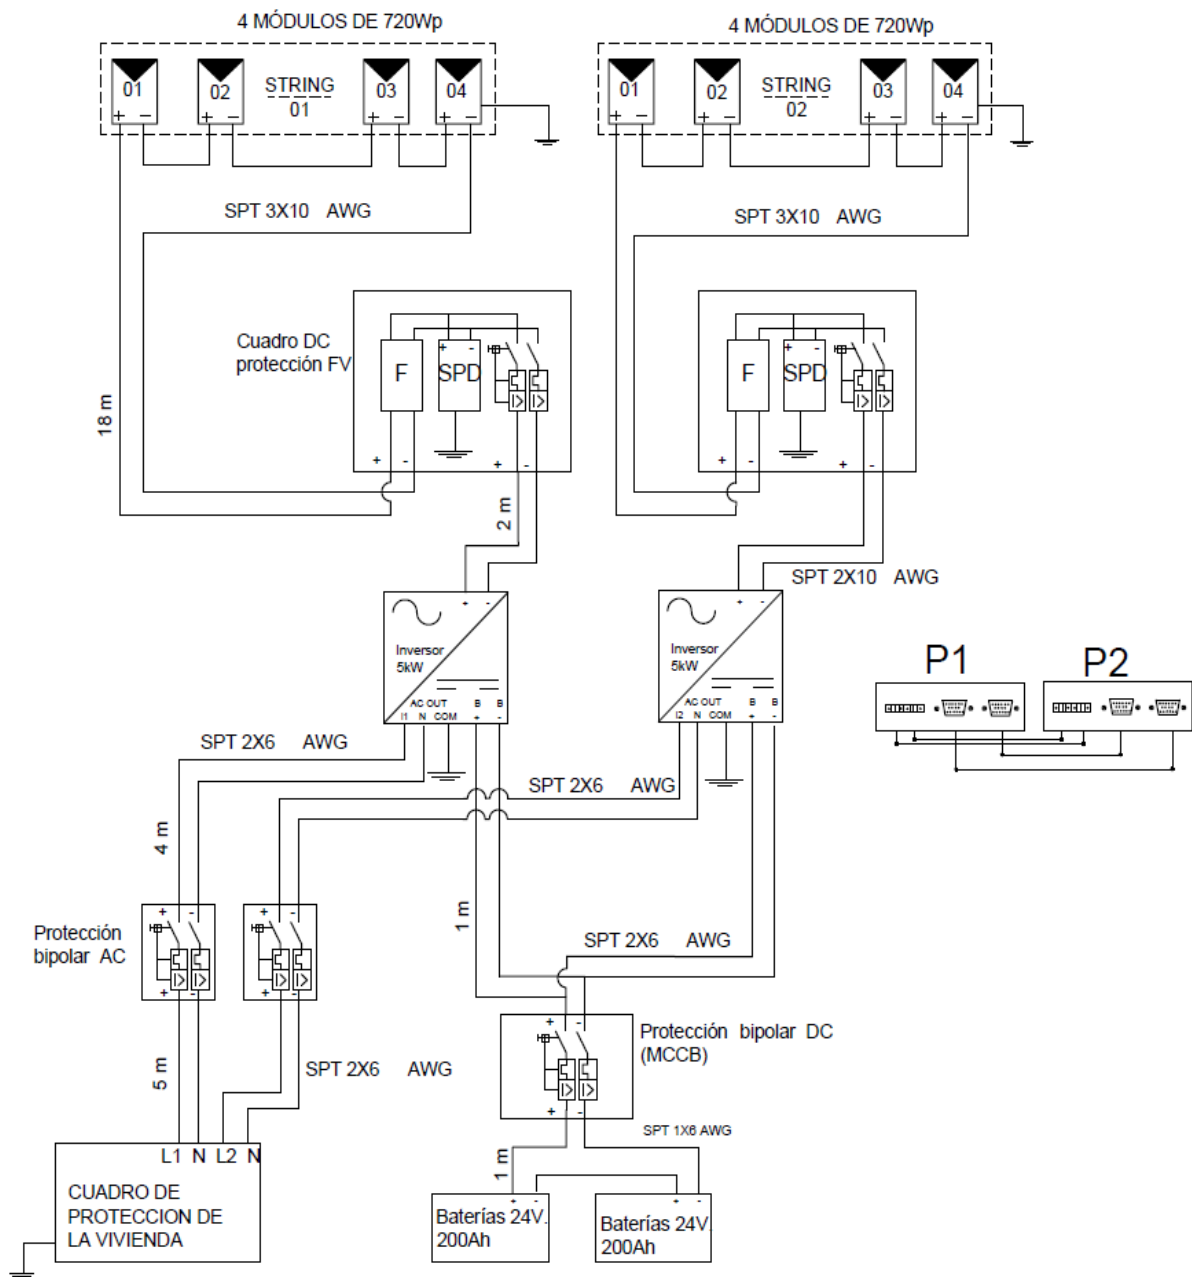 4 MÓDULOS DE 720Wp
4 MÓDULOS DE 720Wp
01
02
STRING
01
03
04
01
02
STRING
02
03
04
+ - + - + - + -
+ - + - + - + -
SPT 3X10 AWG
SPT 3X10 AWG
Cuadro DC
protección FV
F
+ -
SPD
F
+ -
SPD
18 m
+ - + -
+ - + -
2 m
SPT 2X10 AWG
+ -
Inversor
5kW
AC OUT B B
l1 N COM + -
+ -
Inversor
5kW
AC OUT B B
l2 N COM + -
P1
P2
SPT 2X6 AWG
SPT 2X6 AWG
4 m
1 m
Protección
bipolar AC
+ -
+ -
+ -
+ -
SPT 2X6 AWG
5 m
SPT 2X6 AWG
+ -
+ -
Protección bipolar DC
(MCCB)
SPT 1X6 AWG
1 m
L1 N L2 N
CUADRO DE
PROTECCION DE
LA VIVIENDA
+ -
Baterías 24V.
200Ah
+ -
Baterías 24V.
200Ah